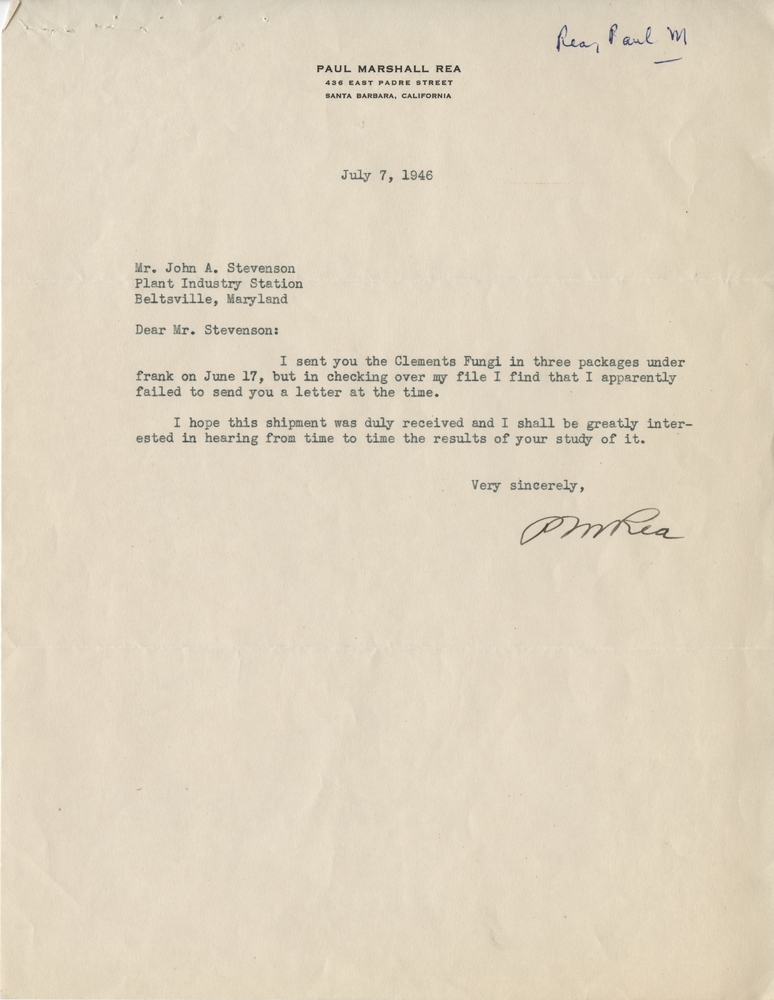 Rea, Paul M
PAUL MARSHALL REA
436 EAST PADRE STREET
SANTA BARBARA, CALIFORNIA
July 7, 1946
Mr. John A. Stevenson
Plant Industry Station
Beltsville, Maryland
Dear Mr. Stevenson:
I sent you the Clements Fungi in three packages under
frank on June 17, but in checking over my file I find that I apparently
failed to send you a letter at the time.
I hope this shipment was duly received and I shall be greatly inter-
ested in hearing from time to time the results of your study of it.
Very sincerely,
PMRea